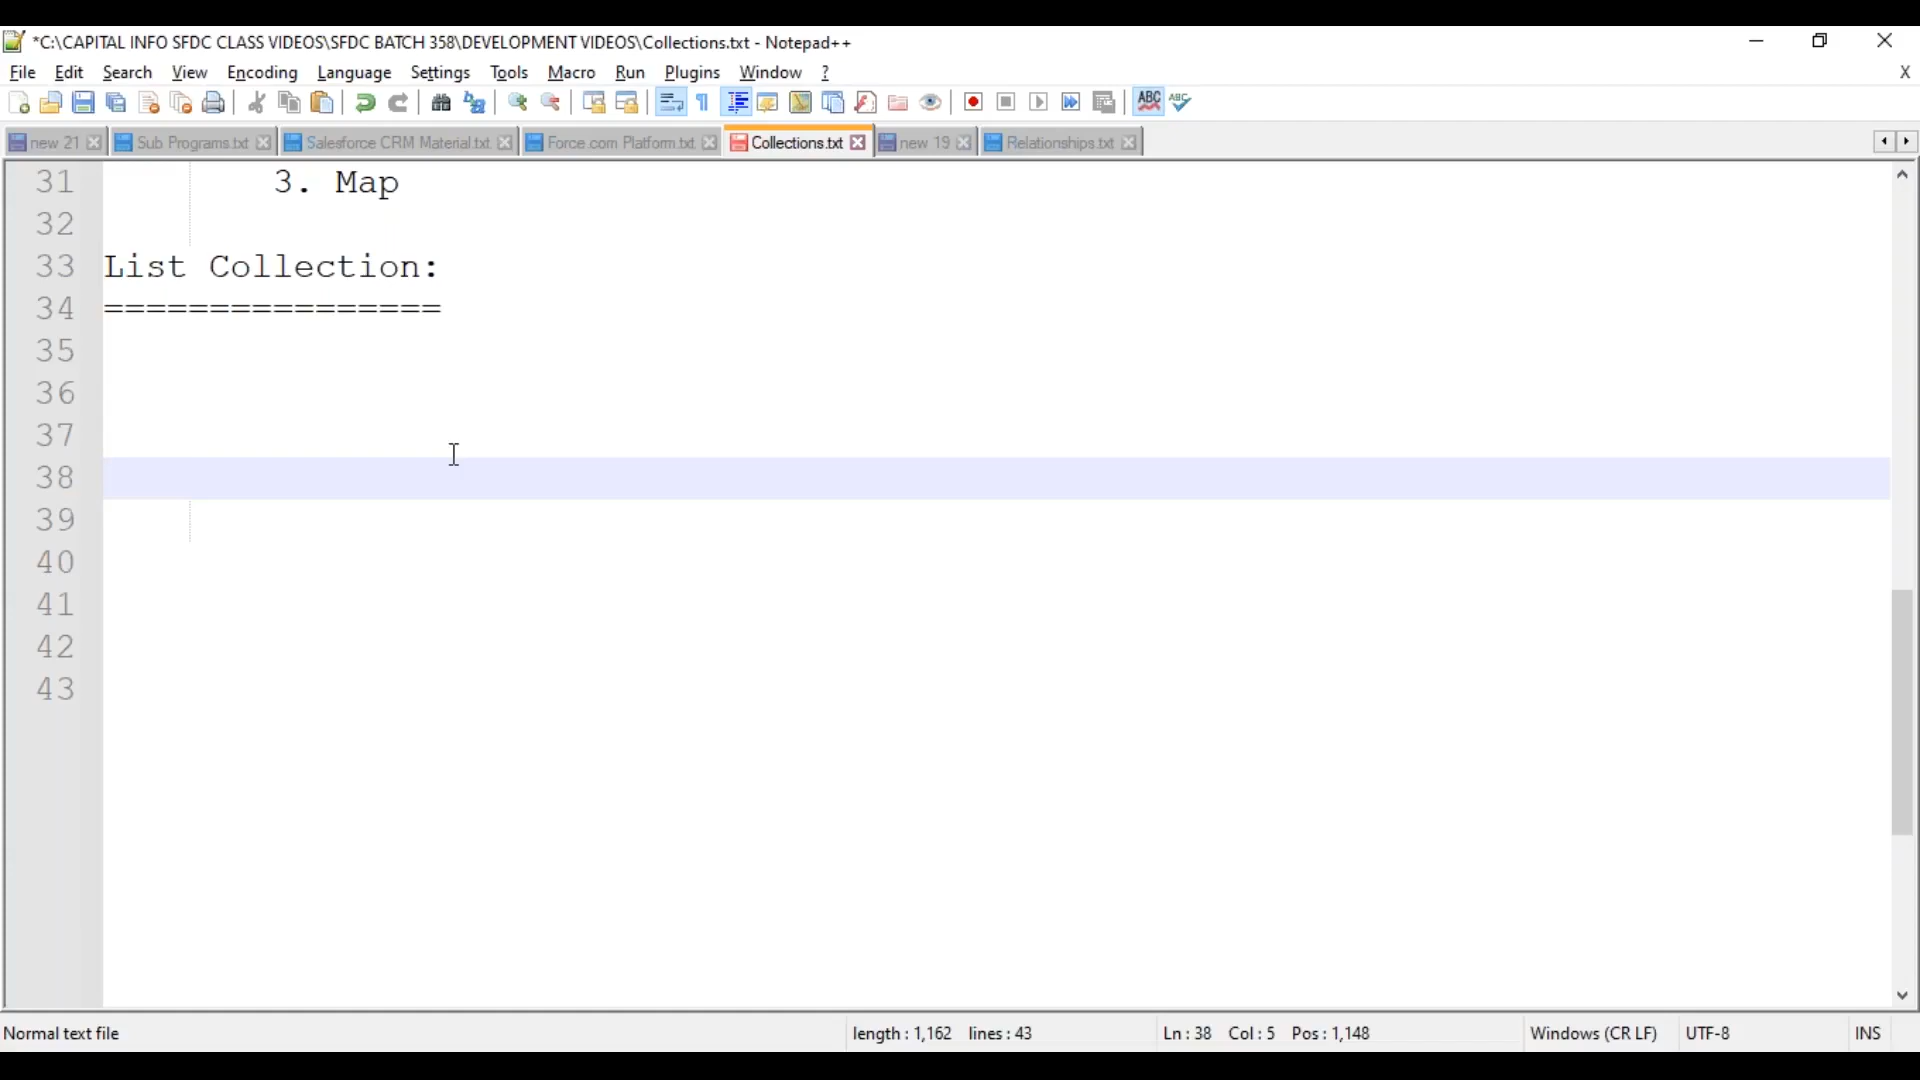 *C:\CAPITAL INFO SFDC CLASS VIDEOS\SFDC BATCH 358\DEVELOPMENT VIDEOS\Collections.txt - Notepad++
File Edit Search View Encoding Language Settings Tools Macro Run Plugins Window ? X
ABC ABC
new 21 Sub Programs.txt Salesforce CRM Material.txt Force.com Platform.txt Collections.txt new 19 Relationships.txt
31 3. Map
32
33 List Collection:
34 ================
35
36
37
38
39
40
41
42
43
Normal text file length : 1,162 lines : 43 Ln : 38 Col : 5 Pos : 1,148 Windows (CR LF) UTF-8 INS